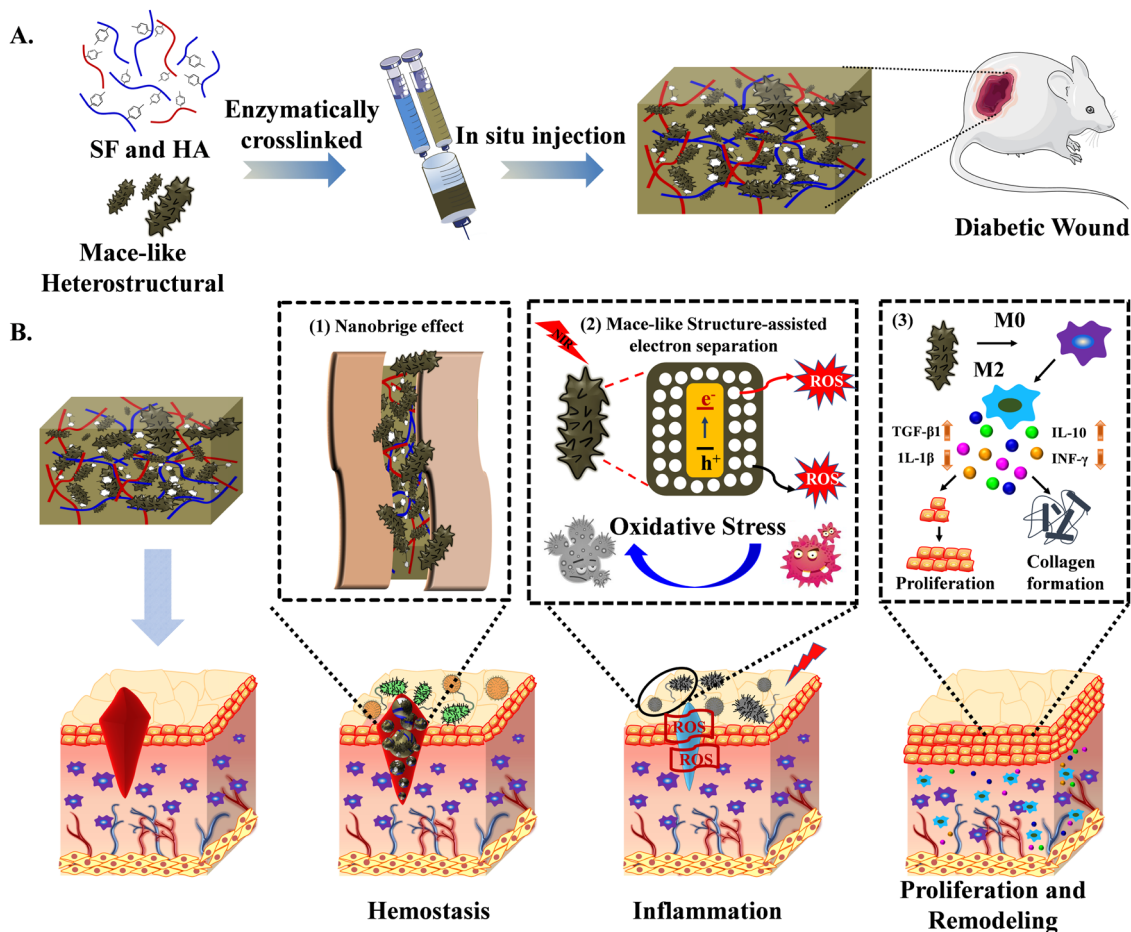 A.
SF and HA
Mace-like
Heterostructural
Enzymatically
crosslinked
In situ injection
Diabetic Wound
B.
(1) Nanobrige effect
(2) Mace-like Structure-assisted
electron separation
NIR
e-
h+
ROS
ROS
Oxidative Stress
(3)
M0
M2
TGF-β1
1L-1β
IL-10
INF-γ
Proliferation
Collagen
formation
ROS
ROS
Hemostasis
Inflammation
Proliferation and
Remodeling